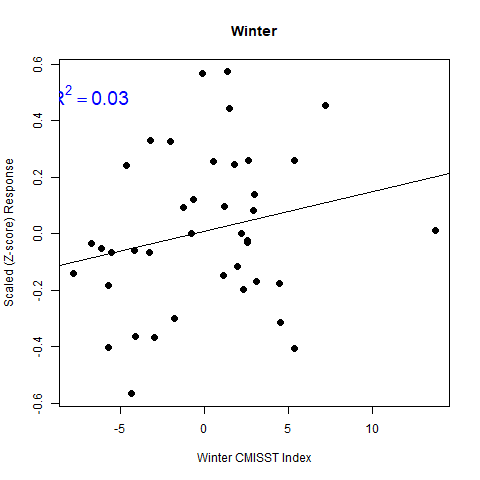 Winter
R² = 0.03
Scaled (Z-score) Response
0.6
0.4
0.2
0.0
-0.2
-0.4
-0.6
-5 0 5 10
Winter CMISST Index